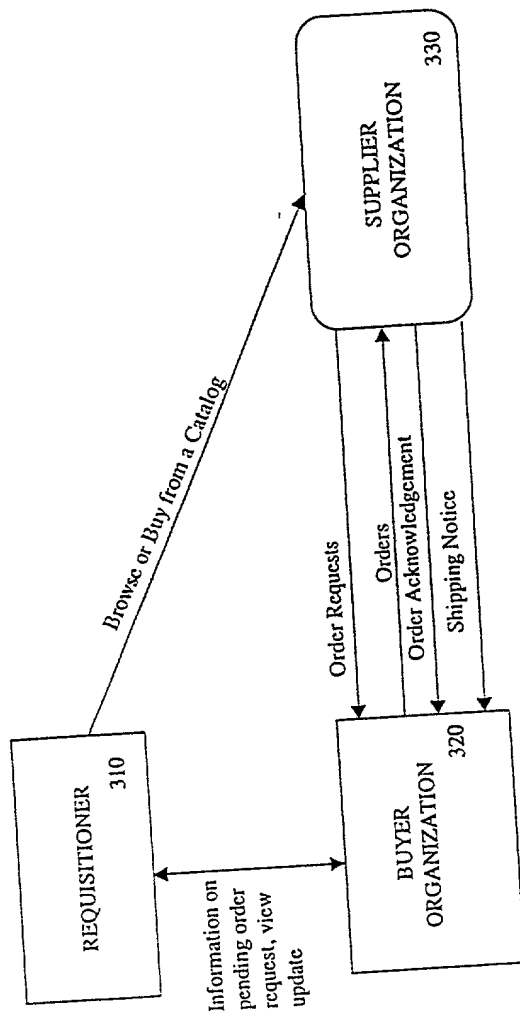 REQUISITIONER
310
Browse or Buy from a Catalog
Information on
pending order
request, view
update
Order Requests
Orders
Order Acknowledgement
Shipping Notice
BUYER
ORGANIZATION
320
SUPPLIER
ORGANIZATION
330